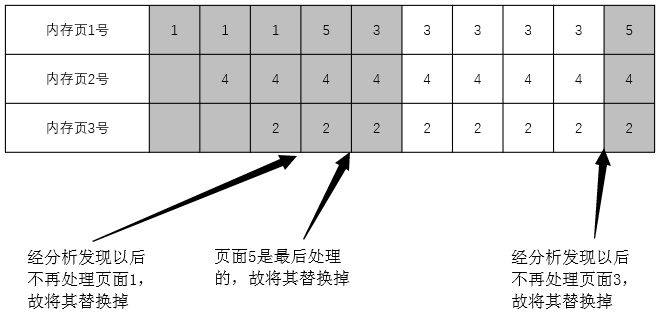 内存页1号 1 1 1 5 3 3 3 3 3 5
内存页2号 4 4 4 4 4 4 4 4 4
内存页3号 2 2 2 2 2 2 2 2
经分析发现以后
不再处理页面1,
故将其替换掉
页面5是最后处理
的，故将其替换掉
经分析发现以后
不再处理页面3,
故将其替换掉